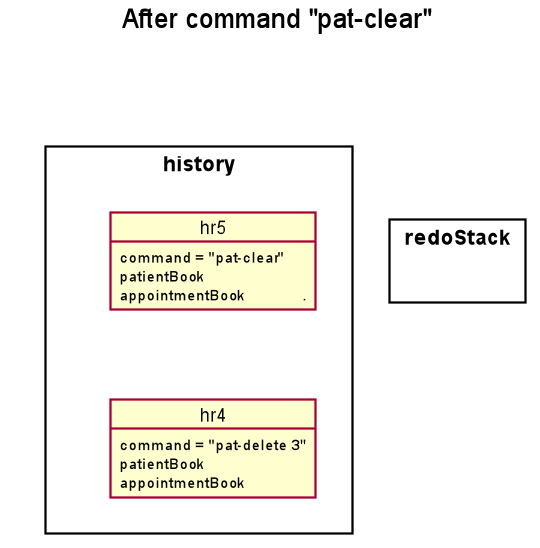 After command "pat-clear"
history
hr5
command = "pat-clear"
patientBook
appointmentBook .
redoStack
hr4
command = "pat-delete 3"
patientBook
appointmentBook